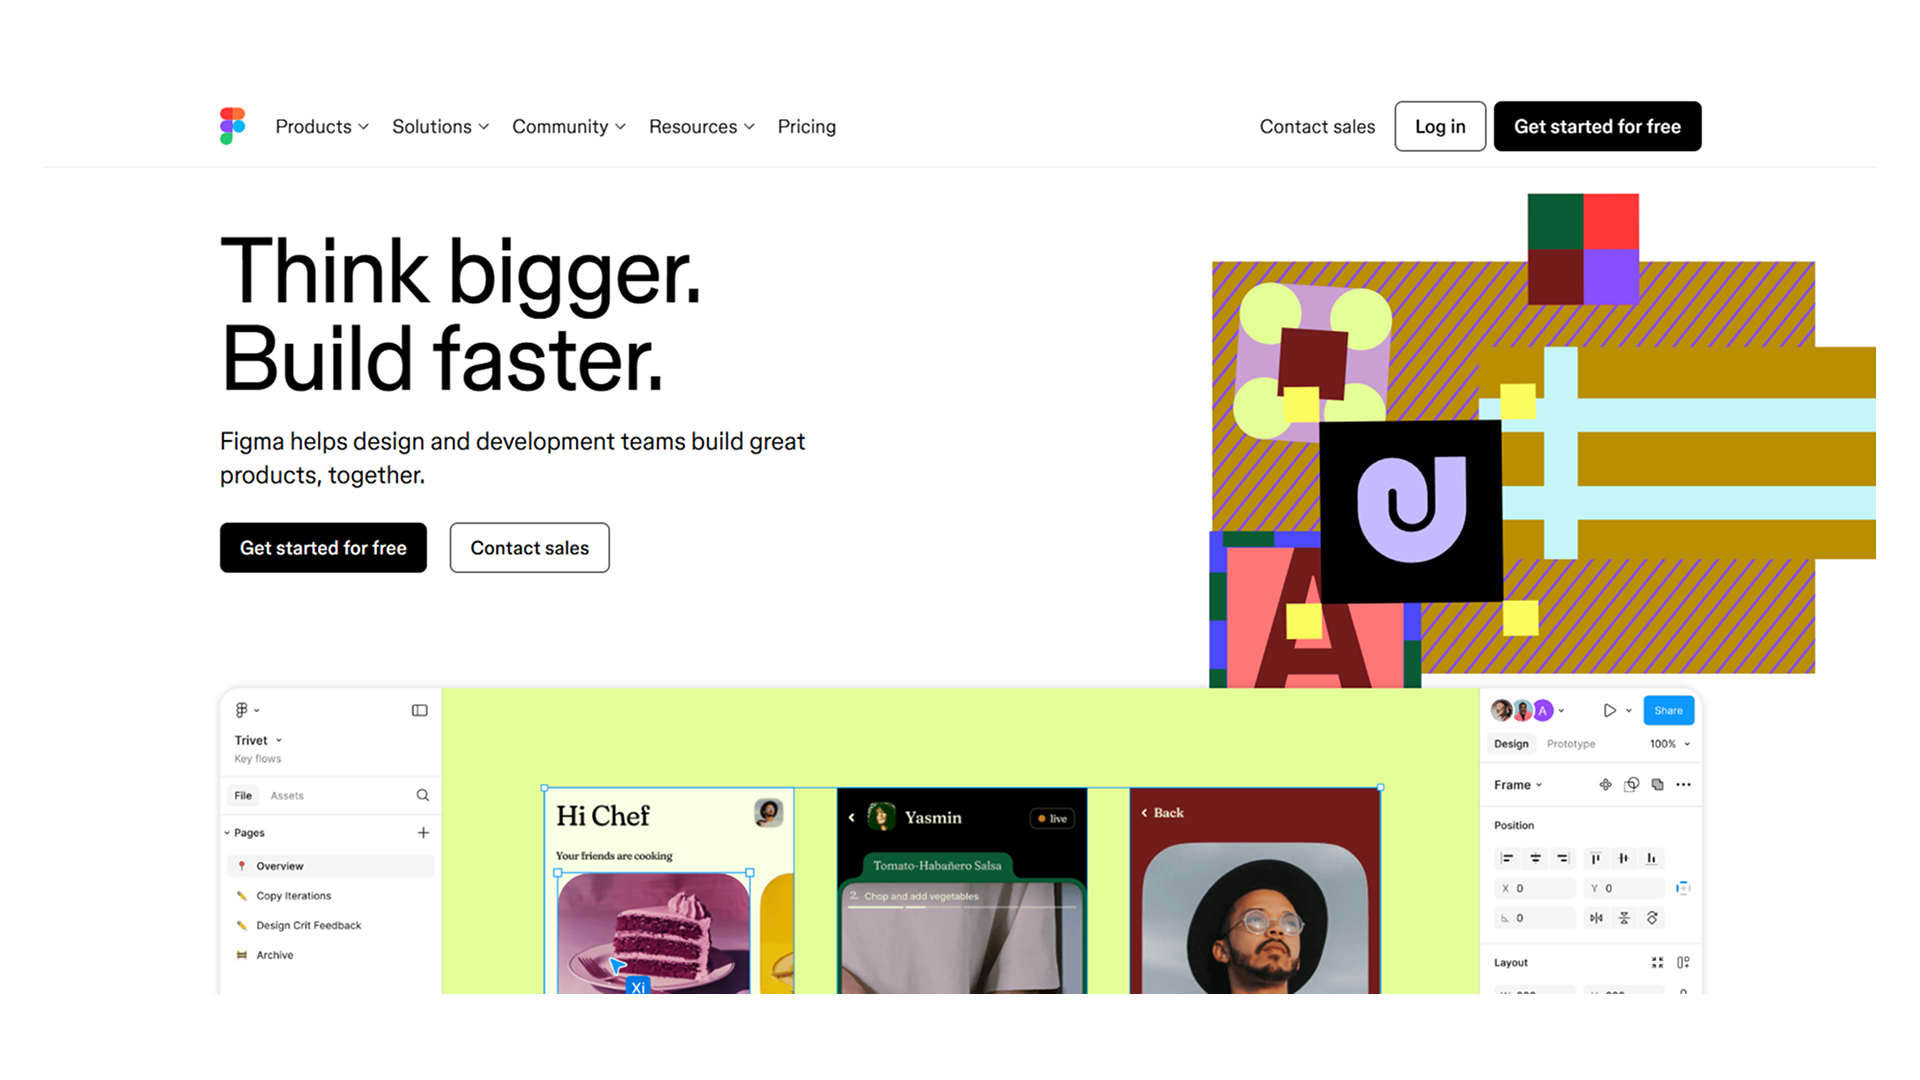 Products
Solutions
Community
Resources
Pricing
Contact sales
Log in
Get started for free
Think bigger.
Build faster.
Figma helps design and development teams build great
products, together.
Get started for free
Contact sales
A
Trivet
Key flows
File
Assets
Pages
Overview
Copy Iterations
Design Crit Feedback
Archive
Hi Chef
Your friends are cooking
Xi
Yasmin
live
Tomato-Habañero Salsa
2. Chop and add vegetables
Back
A
Share
Design
Prototype
100%
Frame
Position
X 0
Y 0
0
Layout